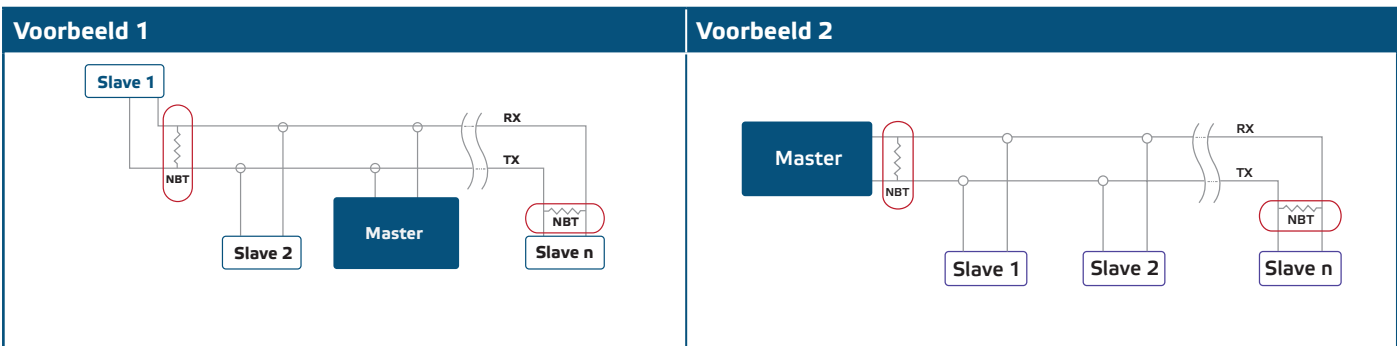 Voorbeeld 1
Slave 1
RX
TX
NBT
NBT
Master
Slave 2
Slave n
Voorbeeld 2
RX
Master
TX
NBT
NBT
Slave 1
Slave 2
Slave n